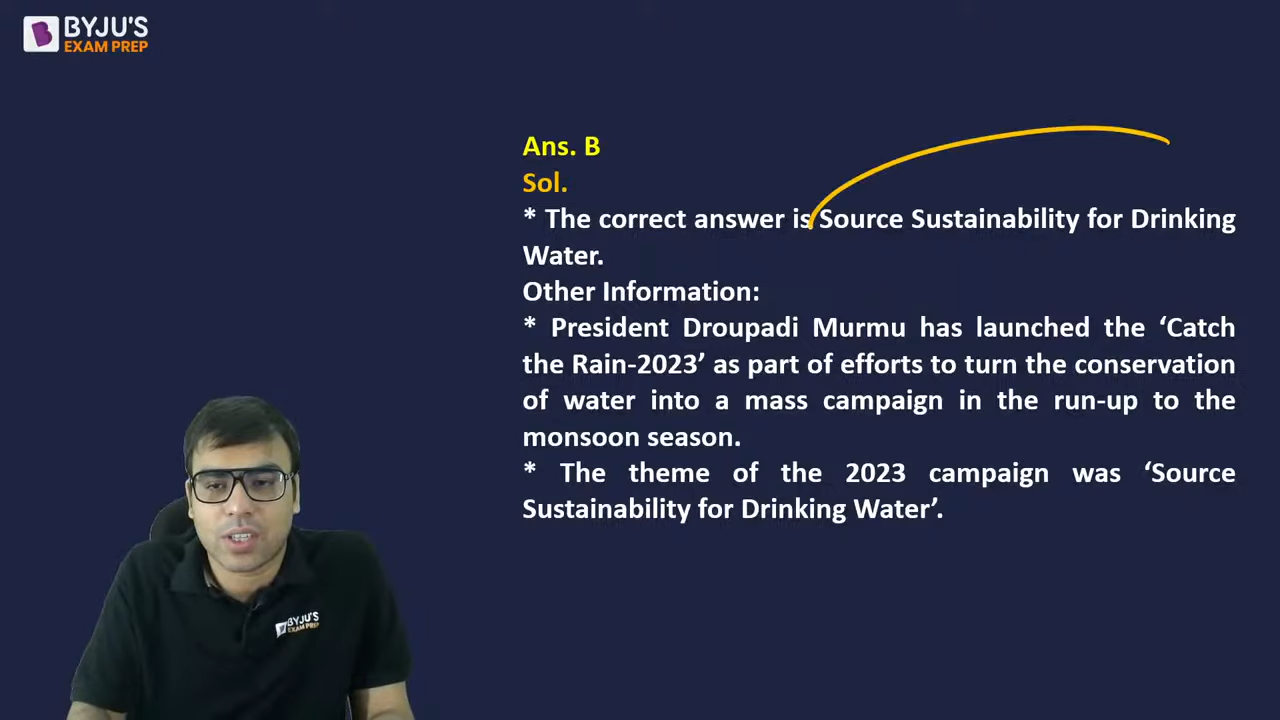 BYJU'S
EXAM PREP
Ans. B
Sol.
* The correct answer is Source Sustainability for Drinking
Water.
Other Information:
* President Droupadi Murmu has launched the ‘Catch
the Rain-2023’ as part of efforts to turn the conservation
of water into a mass campaign in the run-up to the
monsoon season.
* The theme of the 2023 campaign was ‘Source
Sustainability for Drinking Water’.
BYJU'S
EXAM PREP